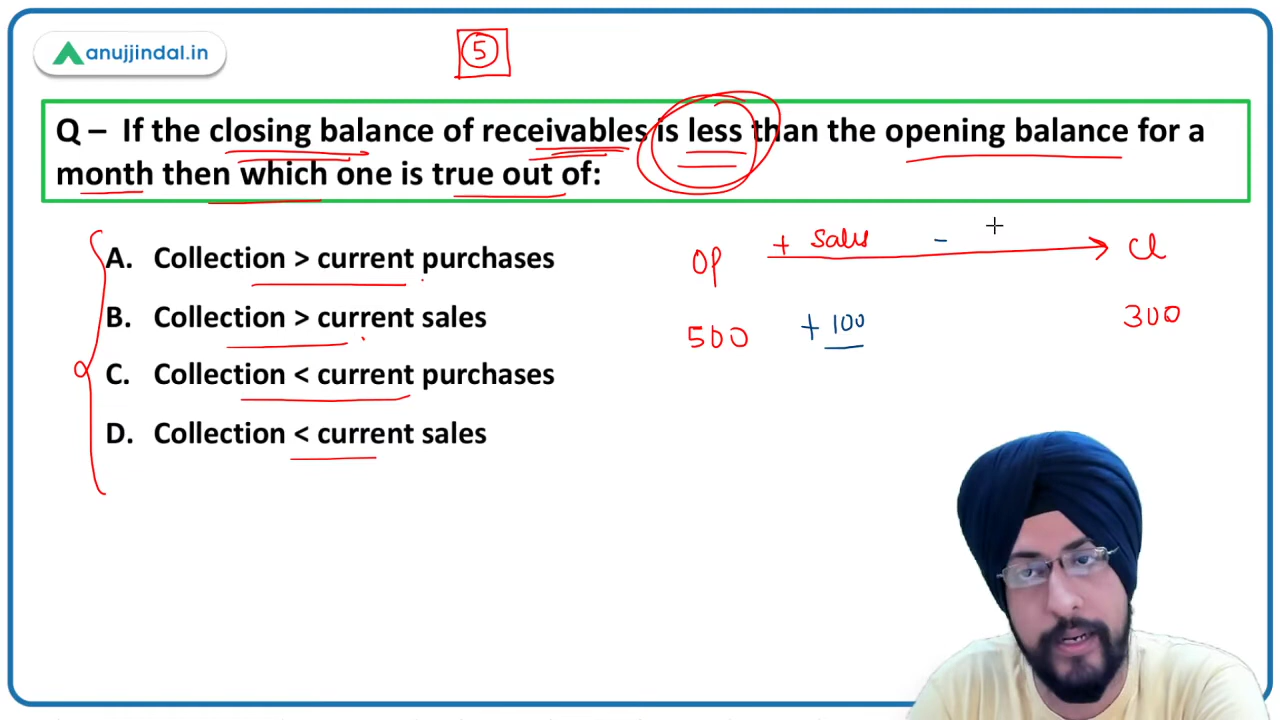 anujjindal.in
5
Q – If the closing balance of receivables is less than the opening balance for a
month then which one is true out of:
A. Collection > current purchases
B. Collection > current sales
C. Collection < current purchases
D. Collection < current sales
OP + Sales - Cl
500 + 100 300